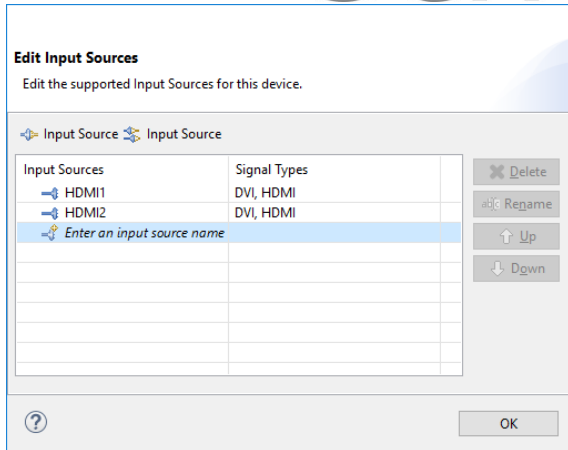 Edit Input Sources
Edit the supported Input Sources for this device.
Input Source Input Source
Input Sources Signal Types
HDMI1 DVI, HDMI
HDMI2 DVI, HDMI
Enter an input source name
Delete
Rename
Up
Down
OK